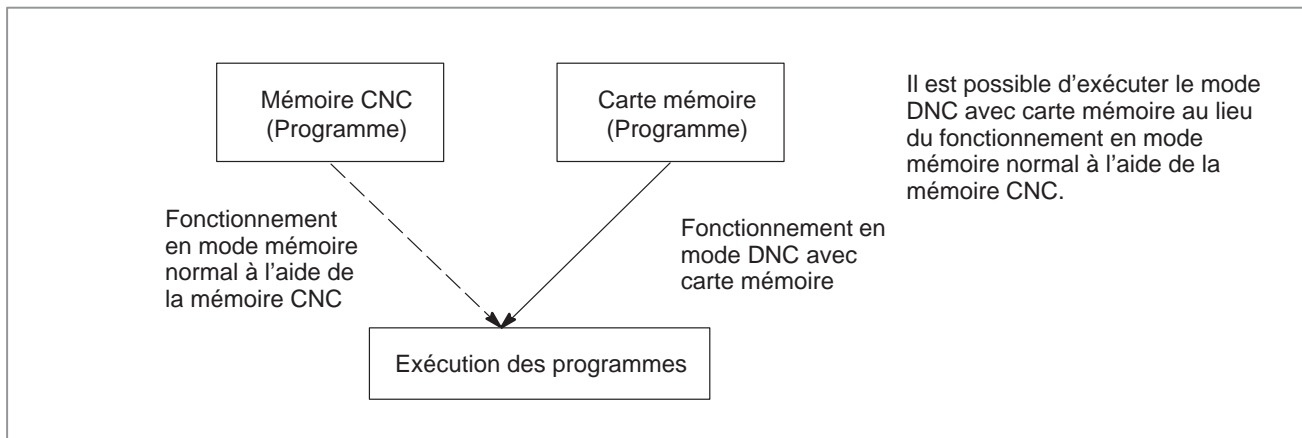 Mémoire CNC
(Programme)
Carte mémoire
(Programme)
Il est possible d'exécuter le mode
DNC avec carte mémoire au lieu
du fonctionnement en mode
mémoire normal à l'aide de la
mémoire CNC.
Fonctionnement
en mode mémoire
normal à l'aide de
la mémoire CNC
Fonctionnement en
mode DNC avec
carte mémoire
Exécution des programmes